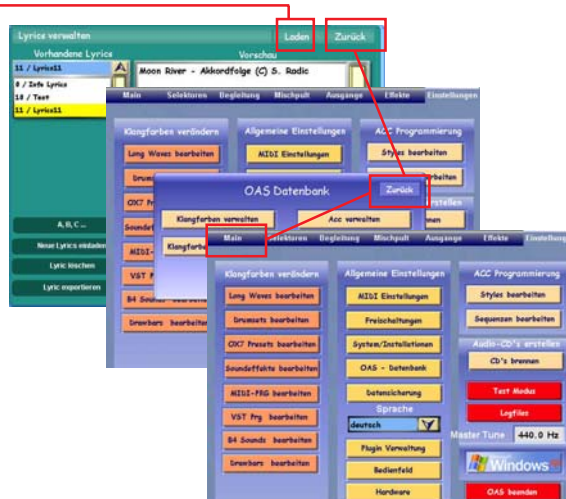 Lyrics verwalten
Laden
Zurück
Vorhandene Lyrics
Vorschau
11 / Lyrics11
8 / Info Lyrics
10 / Text
11 / Lyrics11
Moon River - Akkordfolge (C) S. Radic
A, B, C ...
Neue Lyrics einladen
Lyric löschen
Lyric exportieren
Main Selektoren Begleitung Mischpult Ausgänge Effekte Einstellungen
Klangfarben verändern
Allgemeine Einstellungen
ACC Programmierung
Long Waves bearbeiten
MIDI Einstellungen
Styles bearbeiten
OAS Datenbank
Zurück
Klangfarben verwalten
Acc verwalten
Main Selektoren Begleitung Mischpult Ausgänge Effekte Einstellungen
Klangfarben verändern
Allgemeine Einstellungen
ACC Programmierung
Long Waves bearbeiten
MIDI Einstellungen
Styles bearbeiten
Drumsets bearbeiten
Freischaltungen
Sequenzen bearbeiten
OX7 Presets bearbeiten
System/Installationen
Audio-CD's erstellen
Soundeffekte bearbeiten
OAS - Datenbank
CD's brennen
MIDI-PRG bearbeiten
Datensicherung
Test Modus
Sprache
VST Prg bearbeiten
deutsch
Logfiles
B4 Sounds bearbeiten
Plugin Verwaltung
Master Tune 440.0 Hz
Drawbars bearbeiten
Bedienfeld
Windows
Hardware
OAS beenden